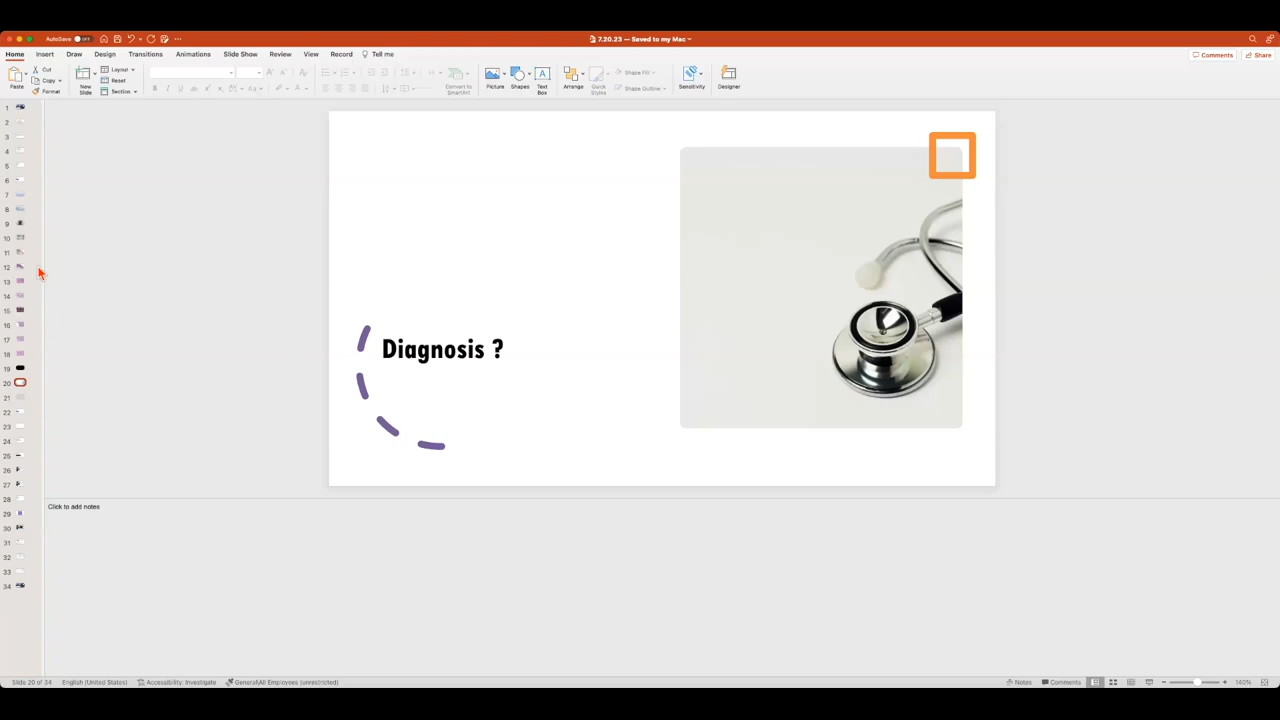 AutoSave OFF
7.20.23 — Saved to my Mac
Home Insert Draw Design Transitions Animations Slide Show Review View Record Tell me
Comments Share
Paste
Cut
Copy
Format
New Slide
Layout
Reset
Section
Convert to SmartArt
Picture
Shapes
Text Box
Arrange
Quick Styles
Shape Fill
Shape Outline
Sensitivity
Designer
1
2
3
4
5
6
7
8
9
10
11
12
13
14
15
16
17
18
19
20
21
22
23
24
25
26
27
28
29
30
31
32
33
34
Diagnosis ?
Click to add notes
Slide 20 of 34 English (United States) Accessibility: Investigate General\All Employees (unrestricted) Notes Comments 140%